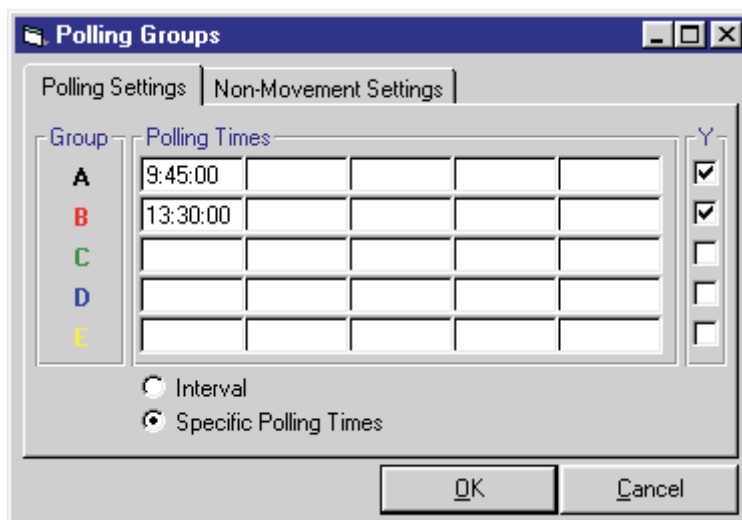 Polling Groups
Polling Settings Non-Movement Settings
Group Polling Times Y
A 9:45:00
B 13:30:00
C
D
E
Interval
Specific Polling Times
OK Cancel